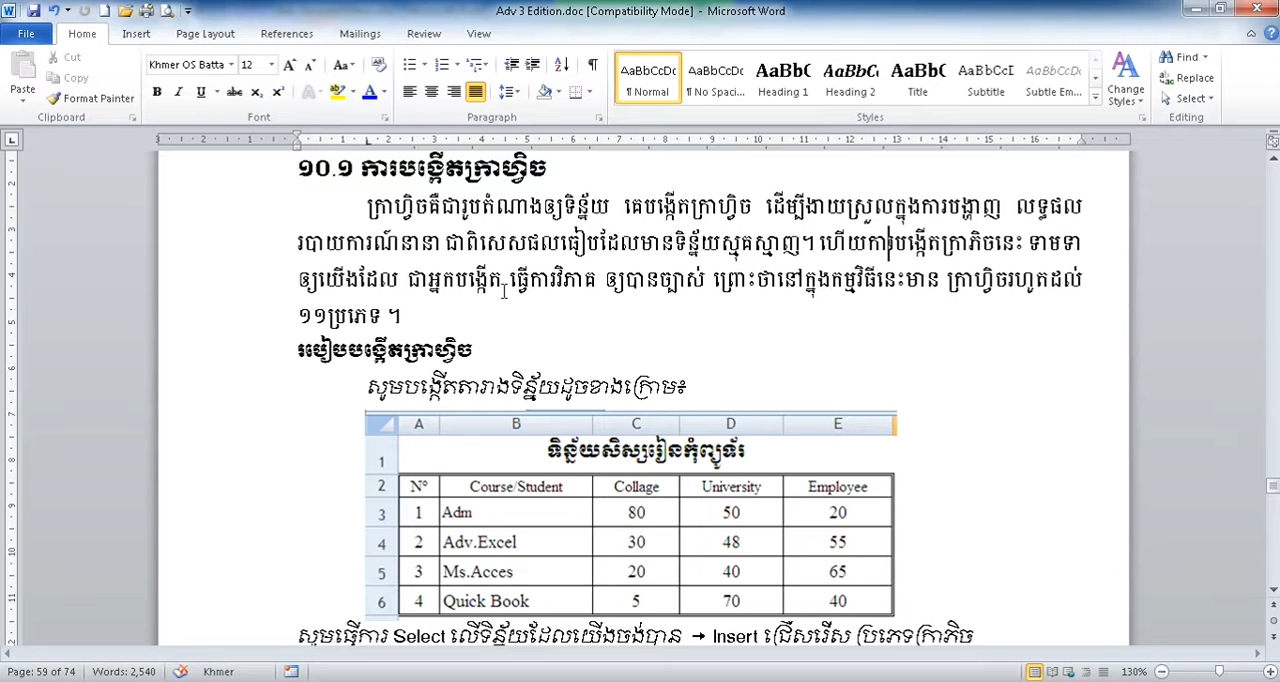 Adv 3 Edition.doc [Compatibility Mode] - Microsoft Word
File Home Insert Page Layout References Mailings Review View
Paste
Cut
Copy
Format Painter
Clipboard
Khmer OS Batta 12
Font
Paragraph
AaBbCcDc AaBbCcDc AaBbC AaBbCc AaBbC AaBbCcI AaBbCcDc
¶ Normal ¶ No Spad... Heading 1 Heading 2 Title Subtitle Subtle Em...
Styles
Change Styles
Find
Replace
Select
Editing
១០.១ ការបង្កើតក្រាហ្វិច
ក្រាហ្វិចគឺជារូបតំណាងឲ្យទិន្ន័យ គេបង្កើតក្រាហ្វិច ដើម្បីងាយស្រួលក្នុងការបង្ហាញ លទ្ធផល
របាយការណ៍នានា ជាពិសេសផលធៀបដែលមានទិន្ន័យស្មុគស្មាញ។ ហើយការបង្កើតក្រាភិចនេះ ទាមទា
ឲ្យយើងដែល ជាអ្នកបង្កើត ធ្វើការវិភាគ ឲ្យបានច្បាស់ ព្រោះថានៅក្នុងកម្មវិធីនេះមាន ក្រាហ្វិចរហូតដល់
១១ប្រភេទ ។
របៀបបង្កើតក្រាហ្វិច
សូមបង្កើតតារាងទិន្ន័យដូចខាងក្រោម៖
A B C D E
1 ទិន្ន័យសិស្សរៀនកុំព្យូទ័រ
2 N° Course/Student Collage University Employee
3 1 Adm 80 50 20
4 2 Adv.Excel 30 48 55
5 3 Ms.Acces 20 40 65
6 4 Quick Book 5 70 40
សូមធ្វើការ Select លើទិន្ន័យដែលយើងចង់បាន → Insert ជ្រើសរើស ប្រភេទក្រាភិច
Page: 59 of 74 Words: 2,540 Khmer 130%